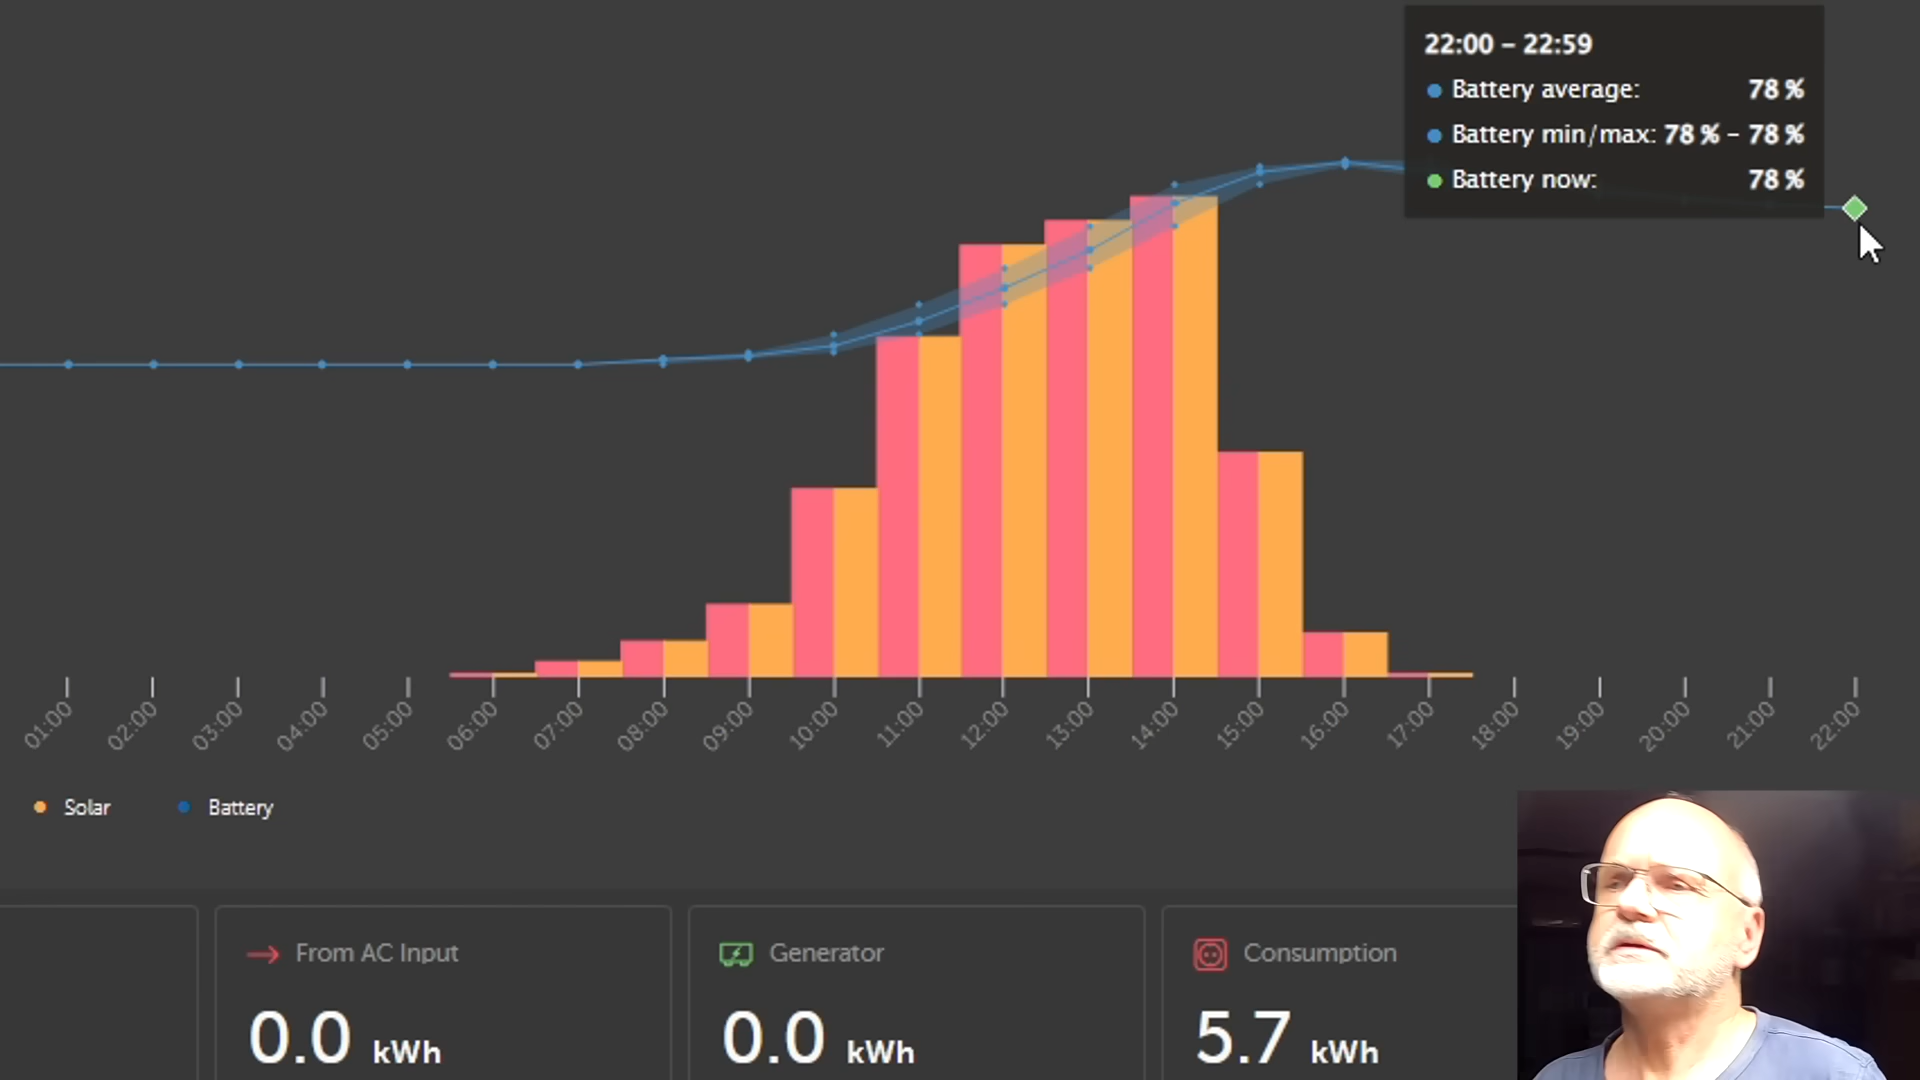 22:00 – 22:59
Battery average: 78 %
Battery min/max: 78 % – 78 %
Battery now: 78 %
01:00 02:00 03:00 04:00 05:00 06:00 07:00 08:00 09:00 10:00 11:00 12:00 13:00 14:00 15:00 16:00 17:00 18:00 19:00 20:00 21:00 22:00
Solar Battery
From AC Input Generator Consumption
0.0 kWh 0.0 kWh 5.7 kWh